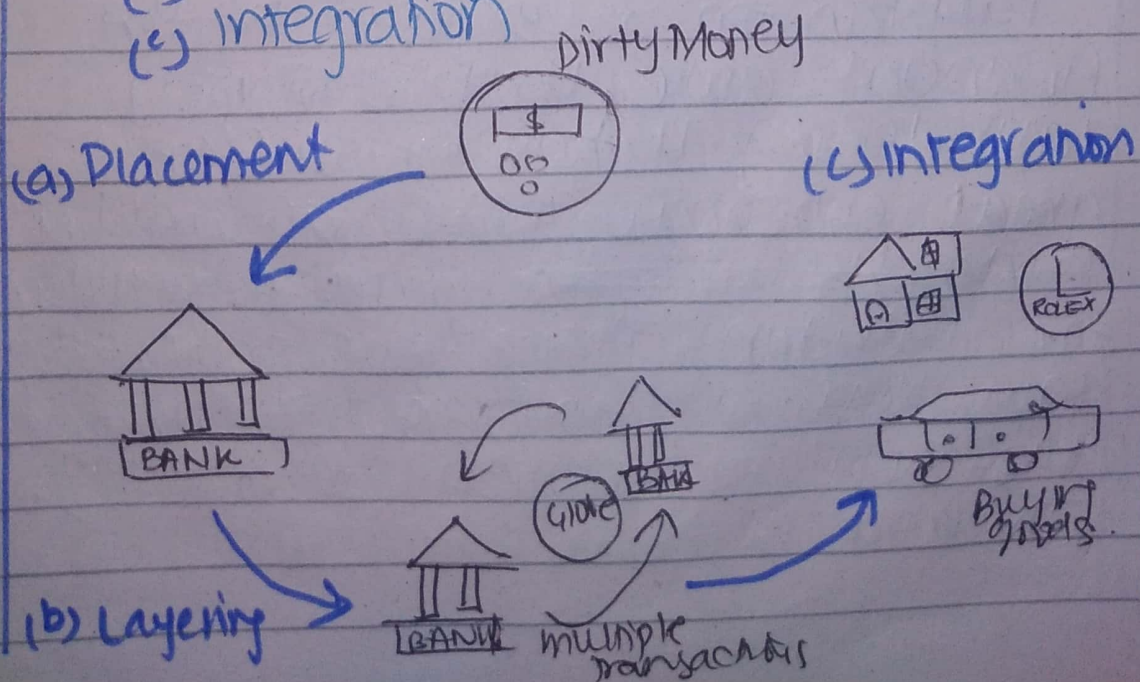 (c) Integration
Dirty Money
$
(a) Placement
(c) Integration
ROLEX
BANK
BANK
Globe
Buying
goods.
(b) Layering
BANK
multiple
transactions